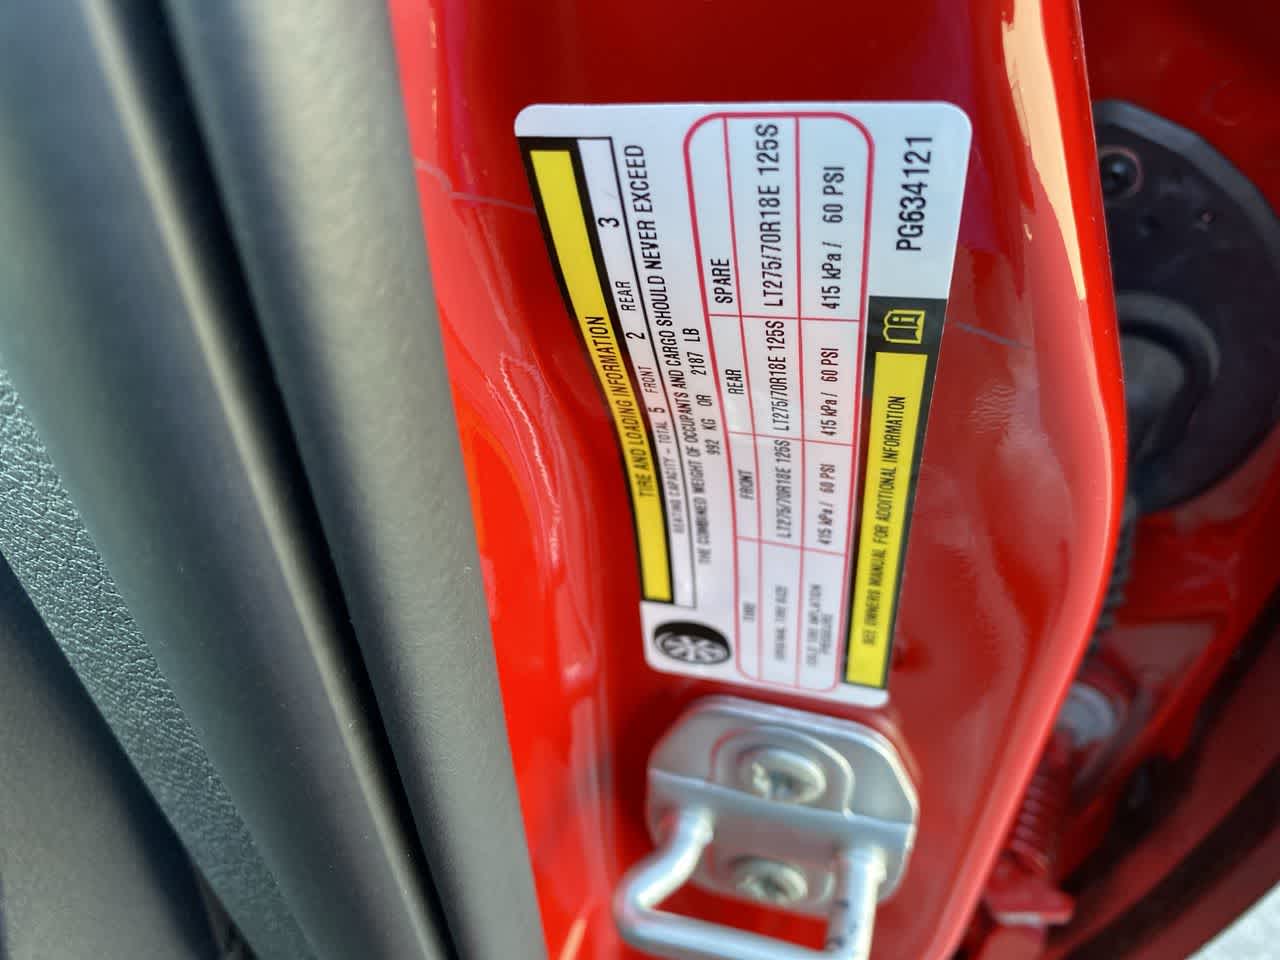 TIRE AND LOADING INFORMATION
SEATING CAPACITY - TOTAL 5 FRONT 2 REAR 3
THE COMBINED WEIGHT OF OCCUPANTS AND CARGO SHOULD NEVER EXCEED
992 KG OR 2187 LB
TIRE FRONT REAR SPARE
ORIGINAL TIRE SIZE LT275/70R18E 125S LT275/70R18E 125S LT275/70R18E 125S
COLD TIRE INFLATION PRESSURE 415 kPa / 60 PSI 415 kPa / 60 PSI 415 kPa / 60 PSI
SEE OWNERS MANUAL FOR ADDITIONAL INFORMATION
PG634121